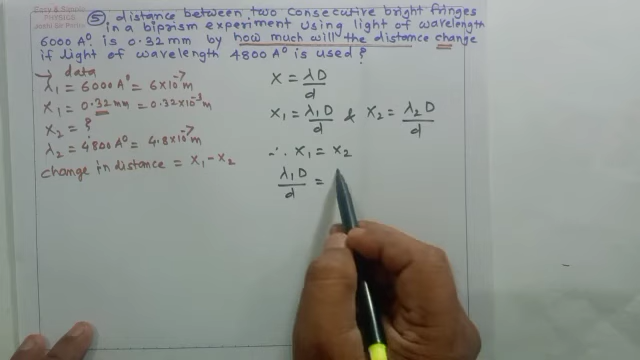 ⑤ distance between two consecutive bright fringes
in a biprism experiment using light of wavelength
6000 A° is 0.32 mm by how much will the distance change
if light of wavelength 4800 A° is used ?
→ data
λ₁ = 6000 A° = 6×10⁻⁷ m
x₁ = 0.32 mm = 0.32×10⁻³ m
x₂ = ?
λ₂ = 4800 A° = 4.8×10⁻⁷ m
change in distance = x₁ - x₂
x = λD/d
x₁ = λ₁D/d & x₂ = λ₂D/d
∴ x₁ = x₂
λ₁D/d =